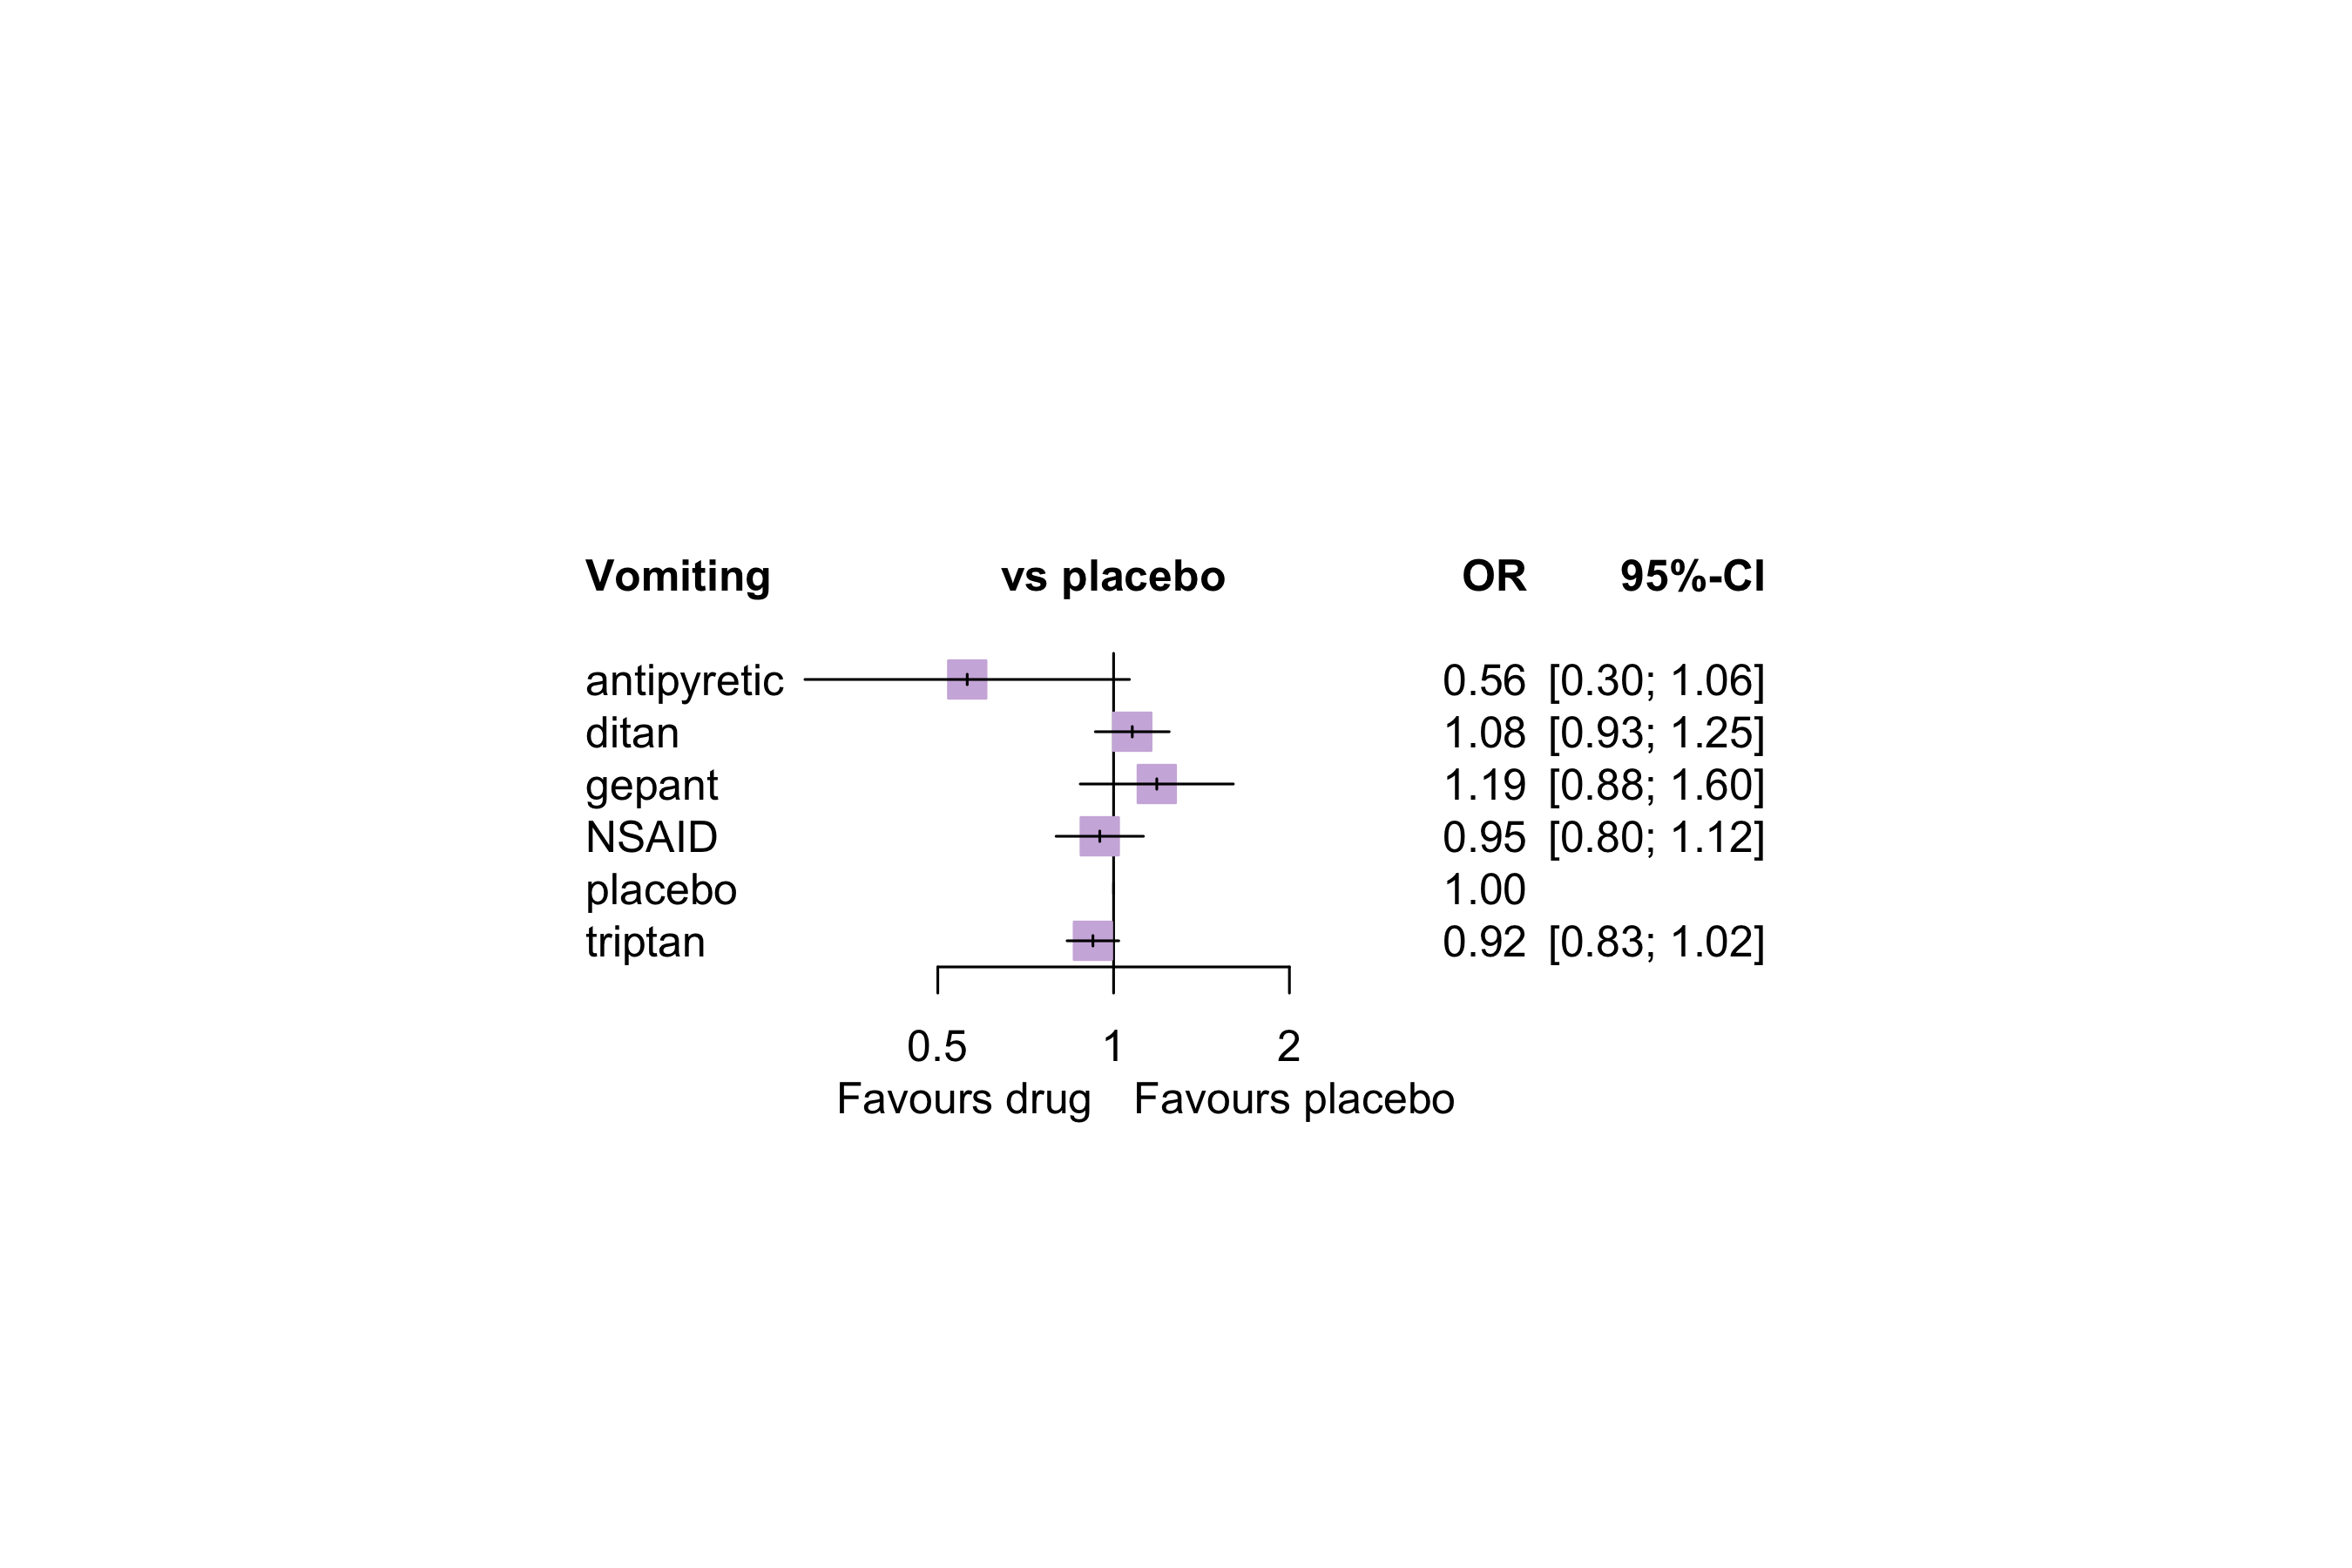 Vomiting vs placebo OR 95%-CI
antipyretic 0.56 [0.30; 1.06]
ditan 1.08 [0.93; 1.25]
gepant 1.19 [0.88; 1.60]
NSAID 0.95 [0.80; 1.12]
placebo 1.00
triptan 0.92 [0.83; 1.02]
0.5 1 2
Favours drug Favours placebo